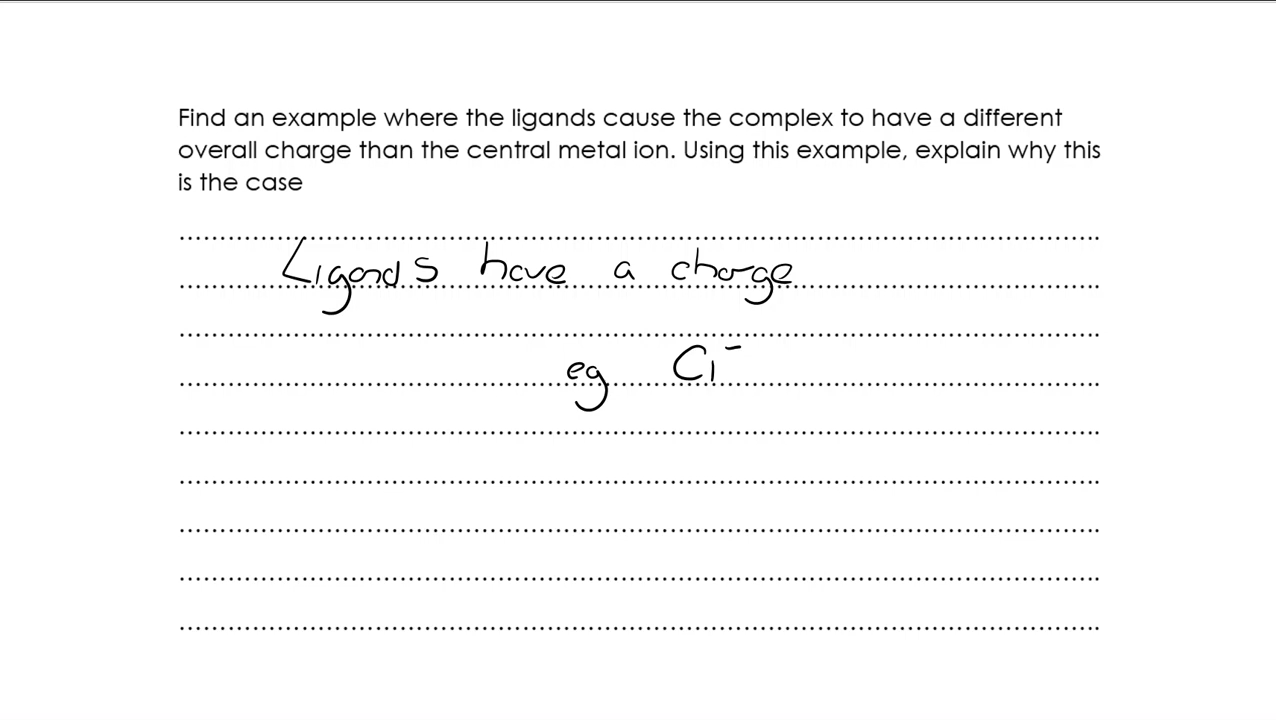 Find an example where the ligands cause the complex to have a different
overall charge than the central metal ion. Using this example, explain why this
is the case
Ligands have a charge
eg Cl⁻